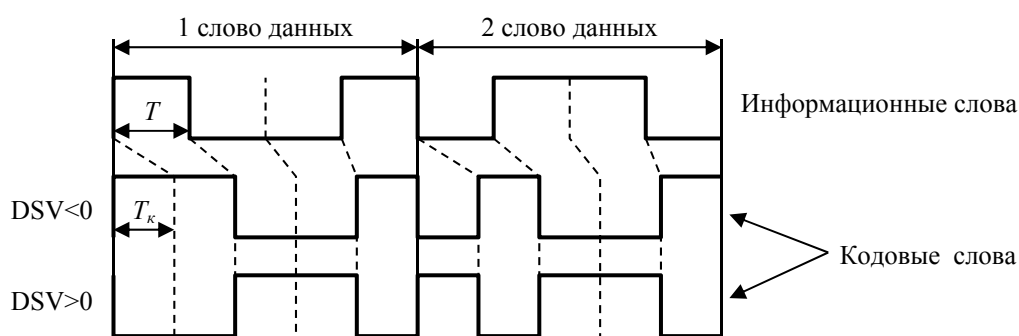 1 слово данных
2 слово данных
T
Информационные слова
DSV<0
Tк
Кодовые слова
DSV>0